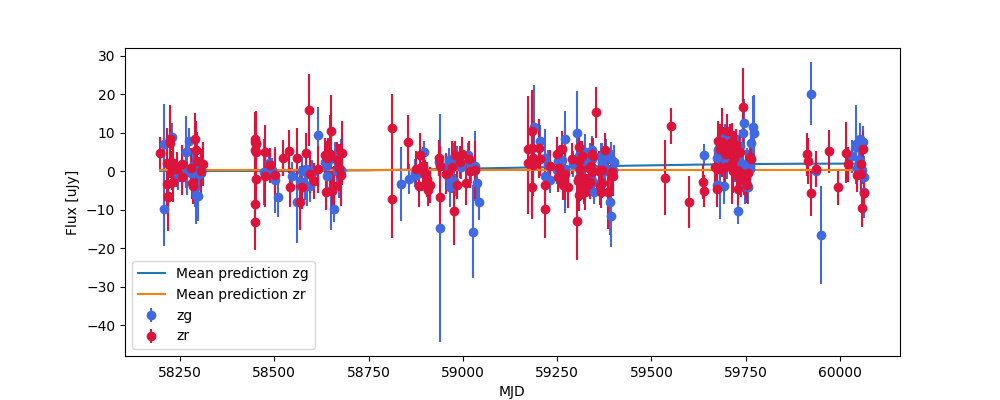 30
20
10
0
−10
−20
−30
−40
Flux [uJy]
Mean prediction zg
Mean prediction zr
zg
zr
58250 58500 58750 59000 59250 59500 59750 60000
MJD